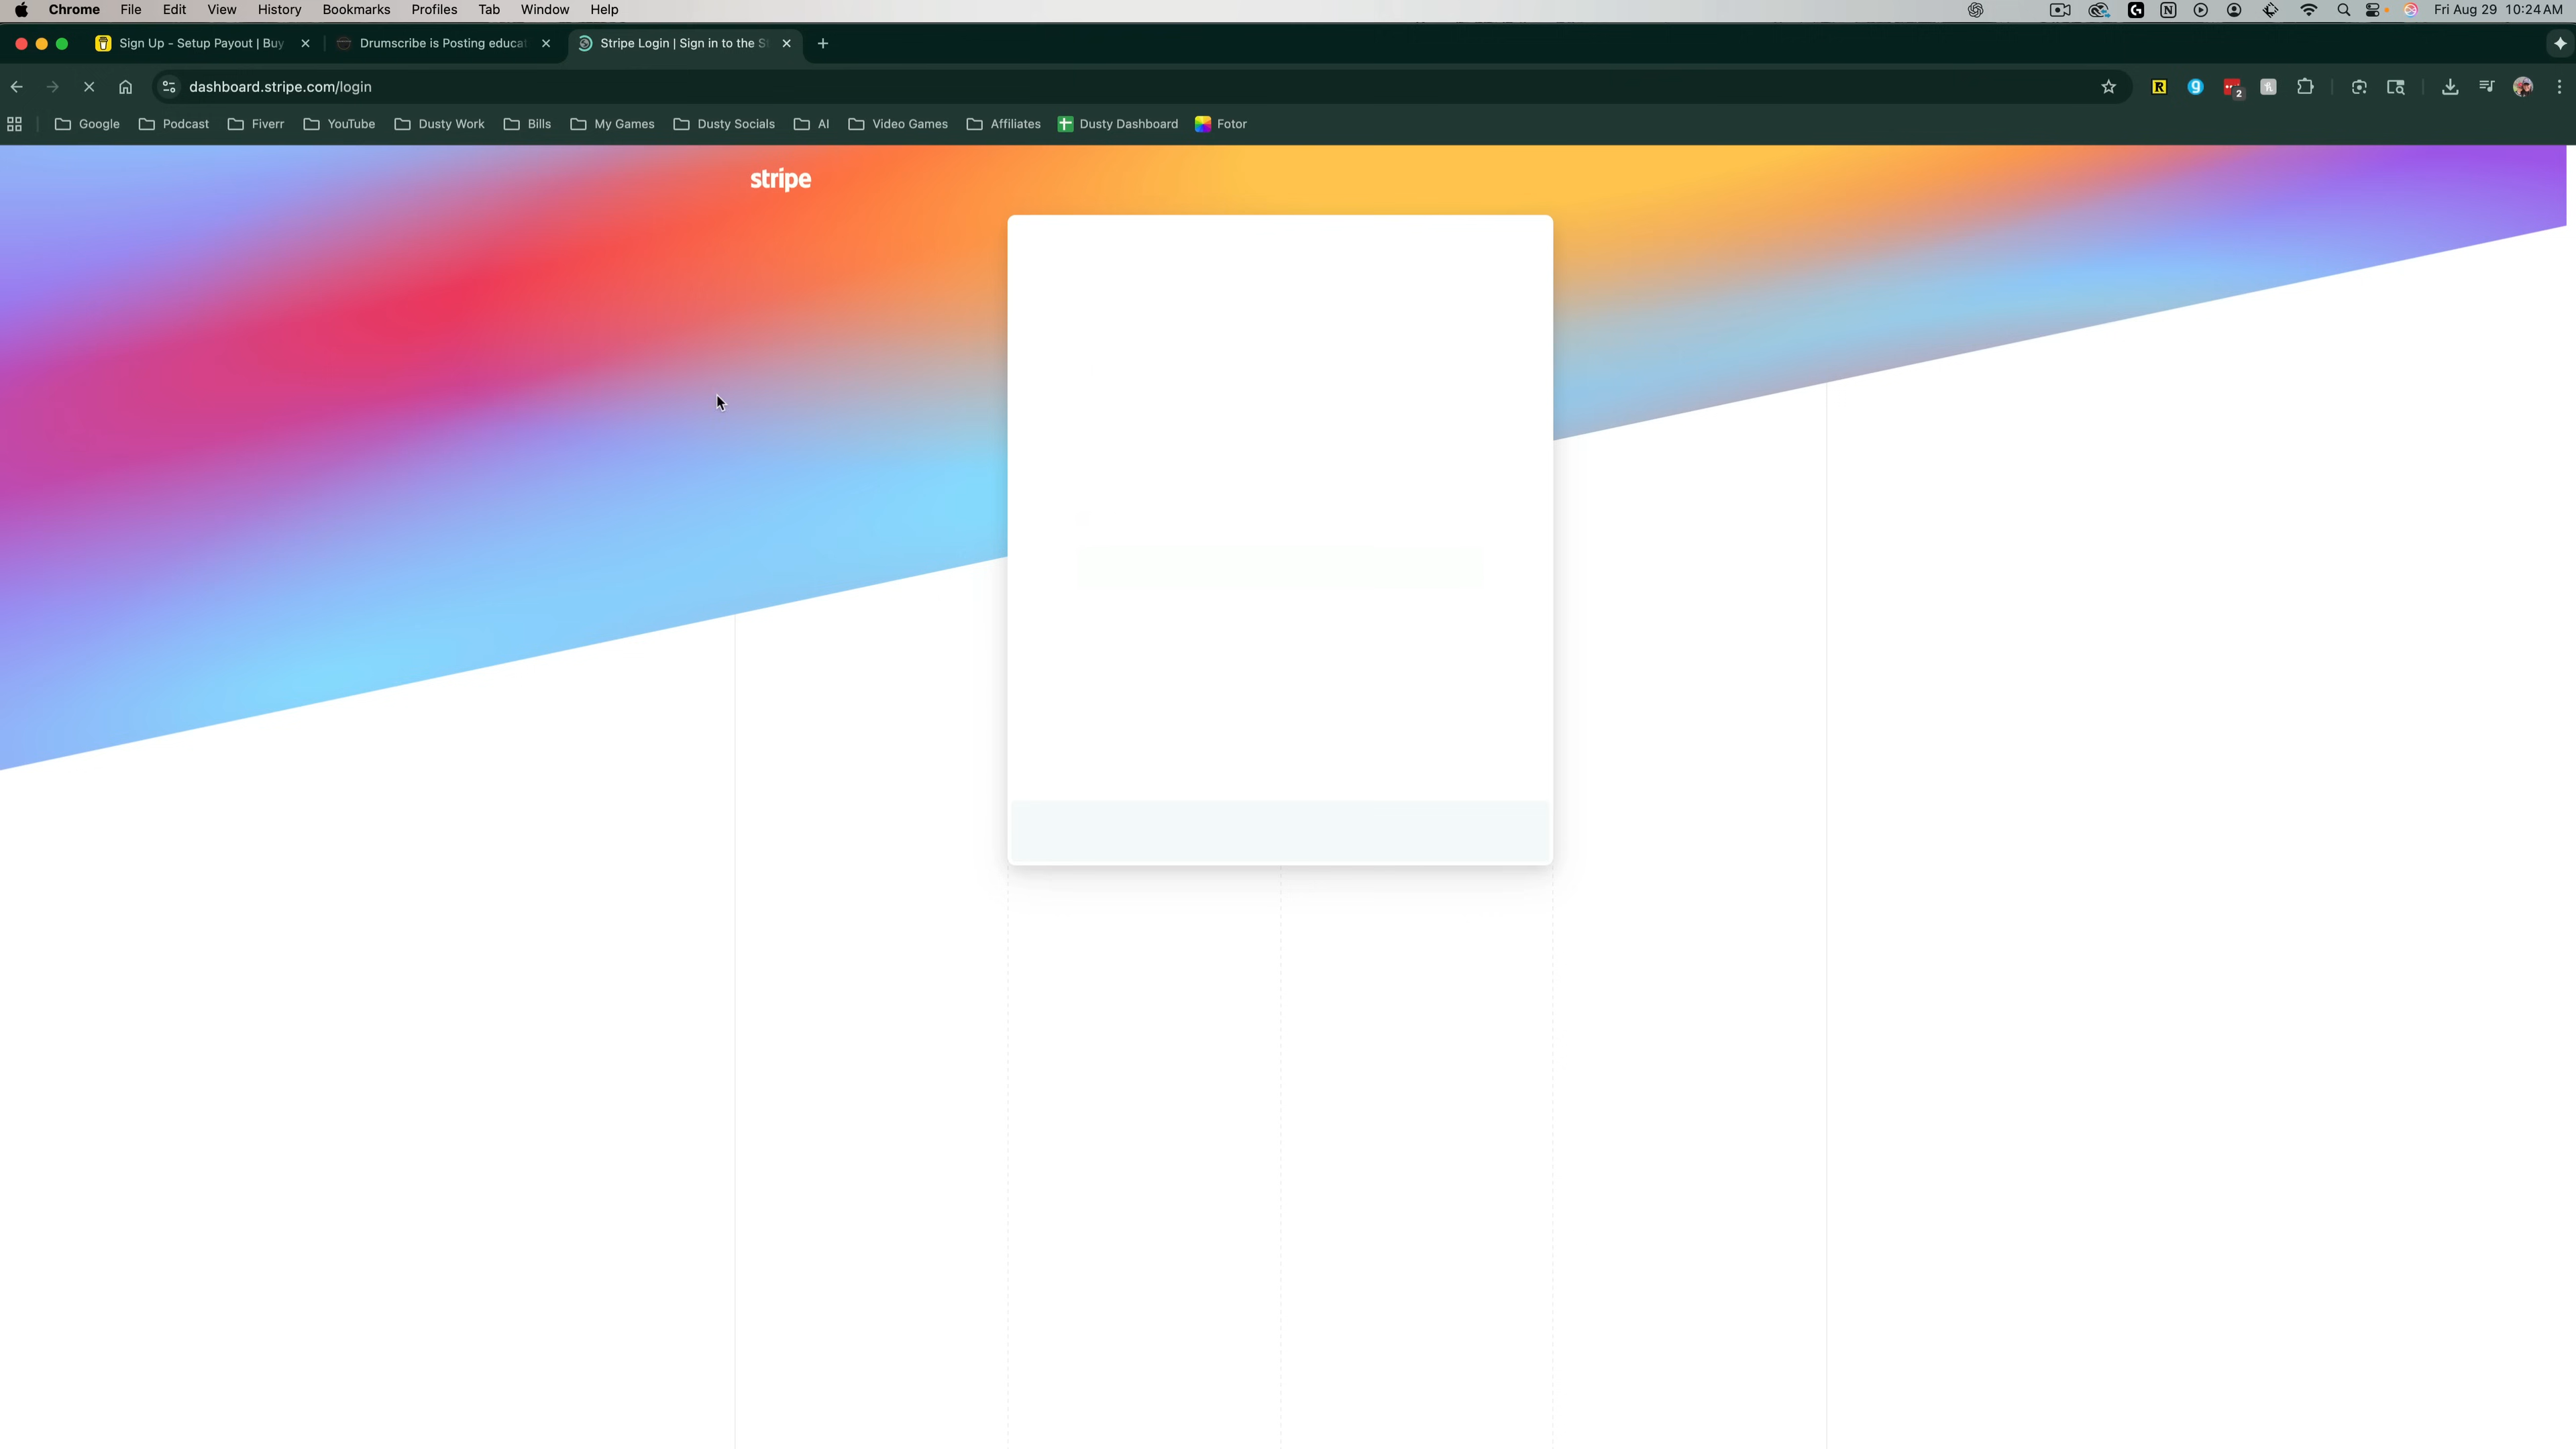 Chrome File Edit View History Bookmarks Profiles Tab Window Help Fri Aug 29 10:24 AM
Sign Up - Setup Payout | Buy Drumscribe is Posting educat Stripe Login | Sign in to the S
dashboard.stripe.com/login 2
Google Podcast Fiverr YouTube Dusty Work Bills My Games Dusty Socials AI Video Games Affiliates Dusty Dashboard Fotor
stripe